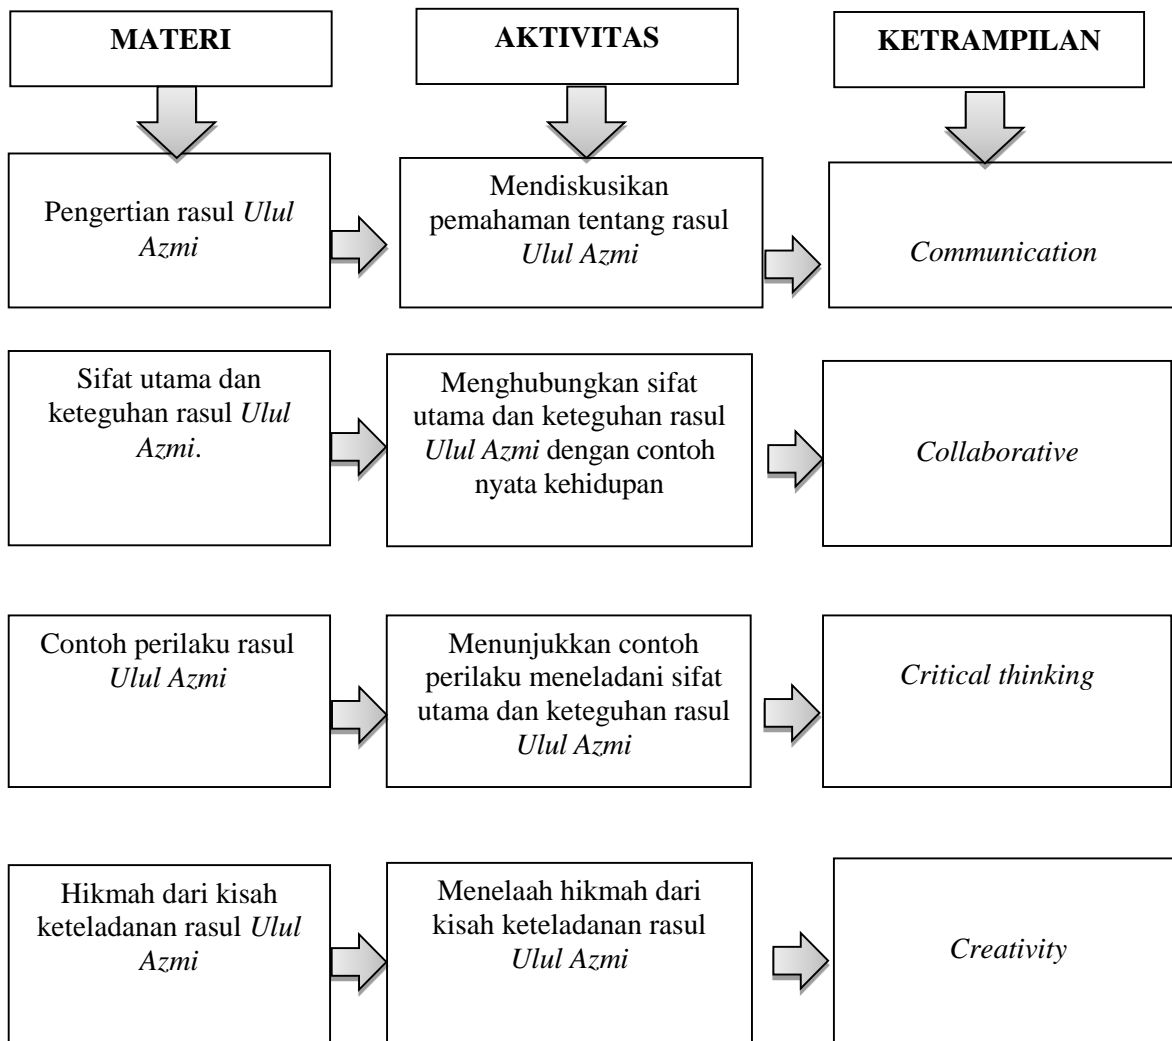 MATERI
AKTIVITAS
KETRAMPILAN
Pengertian rasul Ulul
Azmi
Mendiskusikan
pemahaman tentang rasul
Ulul Azmi
Communication
Sifat utama dan
keteguhan rasul Ulul
Azmi.
Menghubungkan sifat
utama dan keteguhan rasul
Ulul Azmi dengan contoh
nyata kehidupan
Collaborative
Contoh perilaku rasul
Ulul Azmi
Menunjukkan contoh
perilaku meneladani sifat
utama dan keteguhan rasul
Ulul Azmi
Critical thinking
Hikmah dari kisah
keteladanan rasul Ulul
Azmi
Menelaah hikmah dari
kisah keteladanan rasul
Ulul Azmi
Creativity